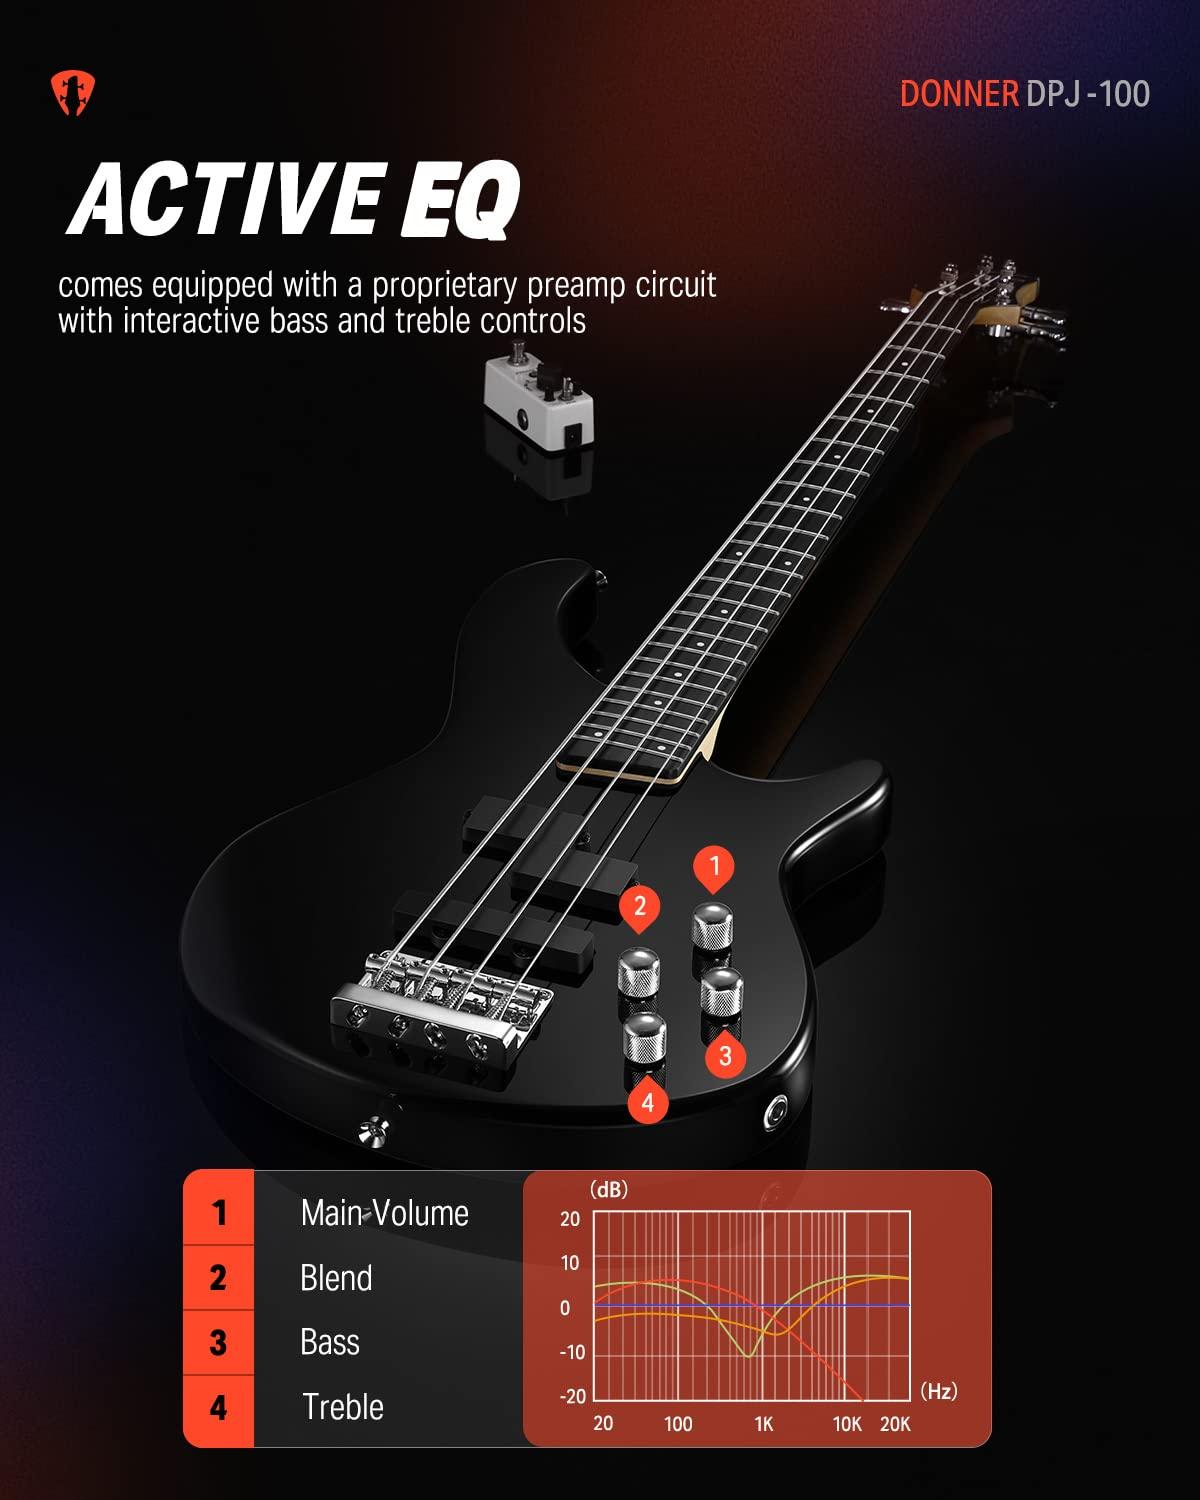 DONNER DPJ-100
ACTIVE EQ
comes equipped with a proprietary preamp circuit
with interactive bass and treble controls
1
2
3
4
1 Main Volume
2 Blend
3 Bass
4 Treble
(dB)
20
10
0
-10
-20
(Hz)
20 100 1K 10K 20K